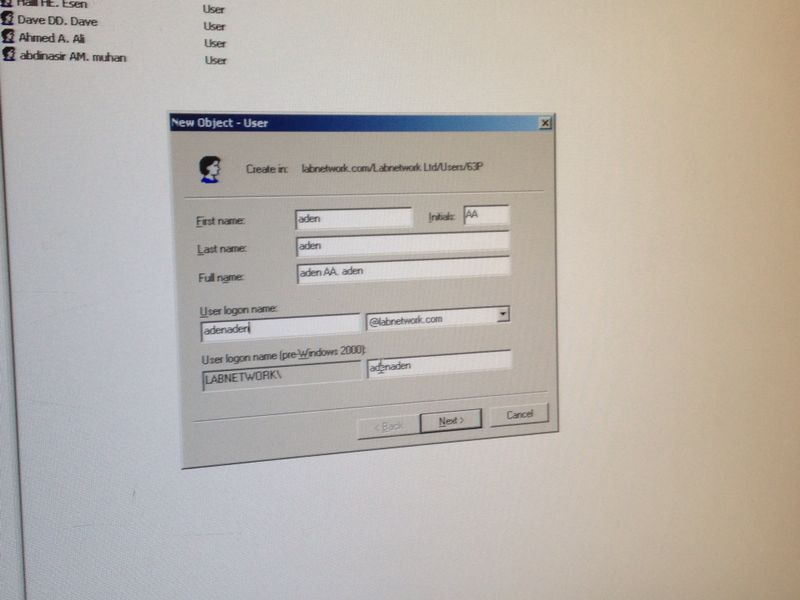 Halil HE. Esen User
Dave DD. Dave User
Ahmed A. Ali User
abdinasir AM. muhan User
New Object - User
Create in: labnetwork.com/Labnetwork Ltd/Users/63P
First name: aden Initials: AA
Last name: aden
Full name: aden AA. aden
User logon name:
adenaden @labnetwork.com
User logon name (pre-Windows 2000):
LABNETWORK\ adenaden
< Back Next > Cancel